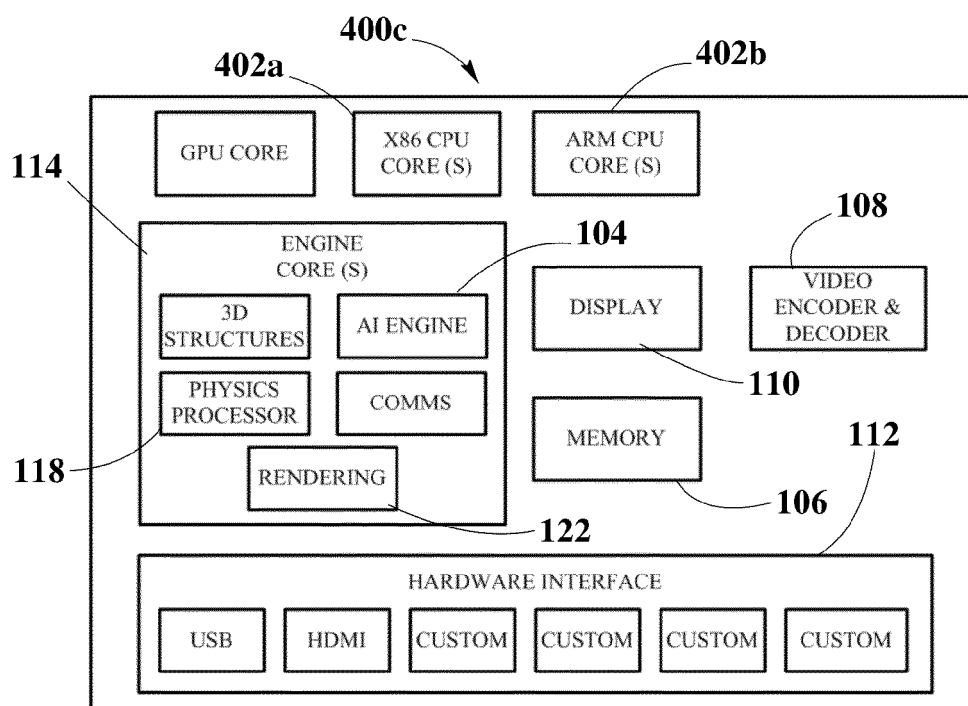 400c
402a
402b
GPU CORE
X86 CPU
CORE (S)
ARM CPU
CORE (S)
114
ENGINE
CORE (S)
104
108
3D
STRUCTURES
AI ENGINE
DISPLAY
VIDEO
ENCODER &
DECODER
110
PHYSICS
PROCESSOR
COMMS
MEMORY
112
118
RENDERING
122
106
HARDWARE INTERFACE
USB
HDMI
CUSTOM
CUSTOM
CUSTOM
CUSTOM